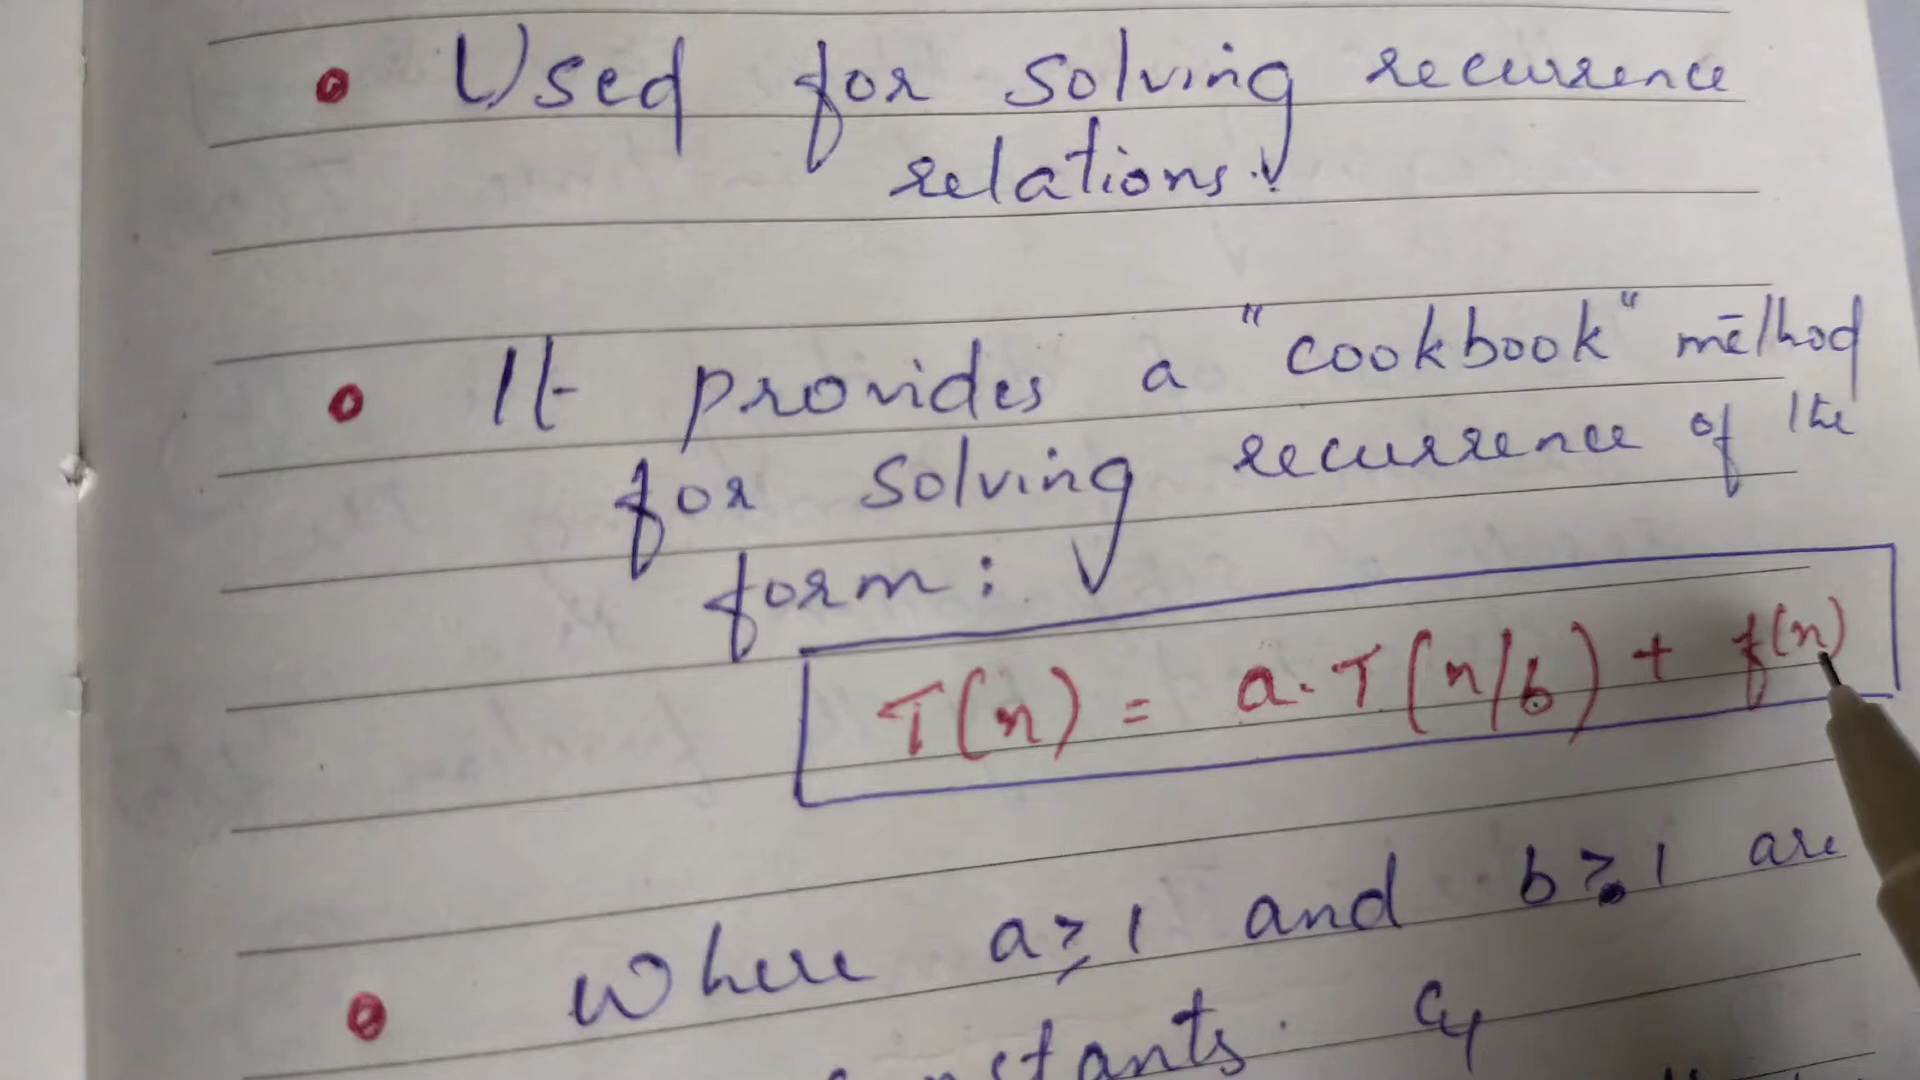 • Used for solving recurrence
relations.
• It provides a "cookbook" method
for solving recurrence of the
form :
T(n) = a.T(n/b) + f(n)
• Where a ≥ 1 and b ≥ 1 are
constants.